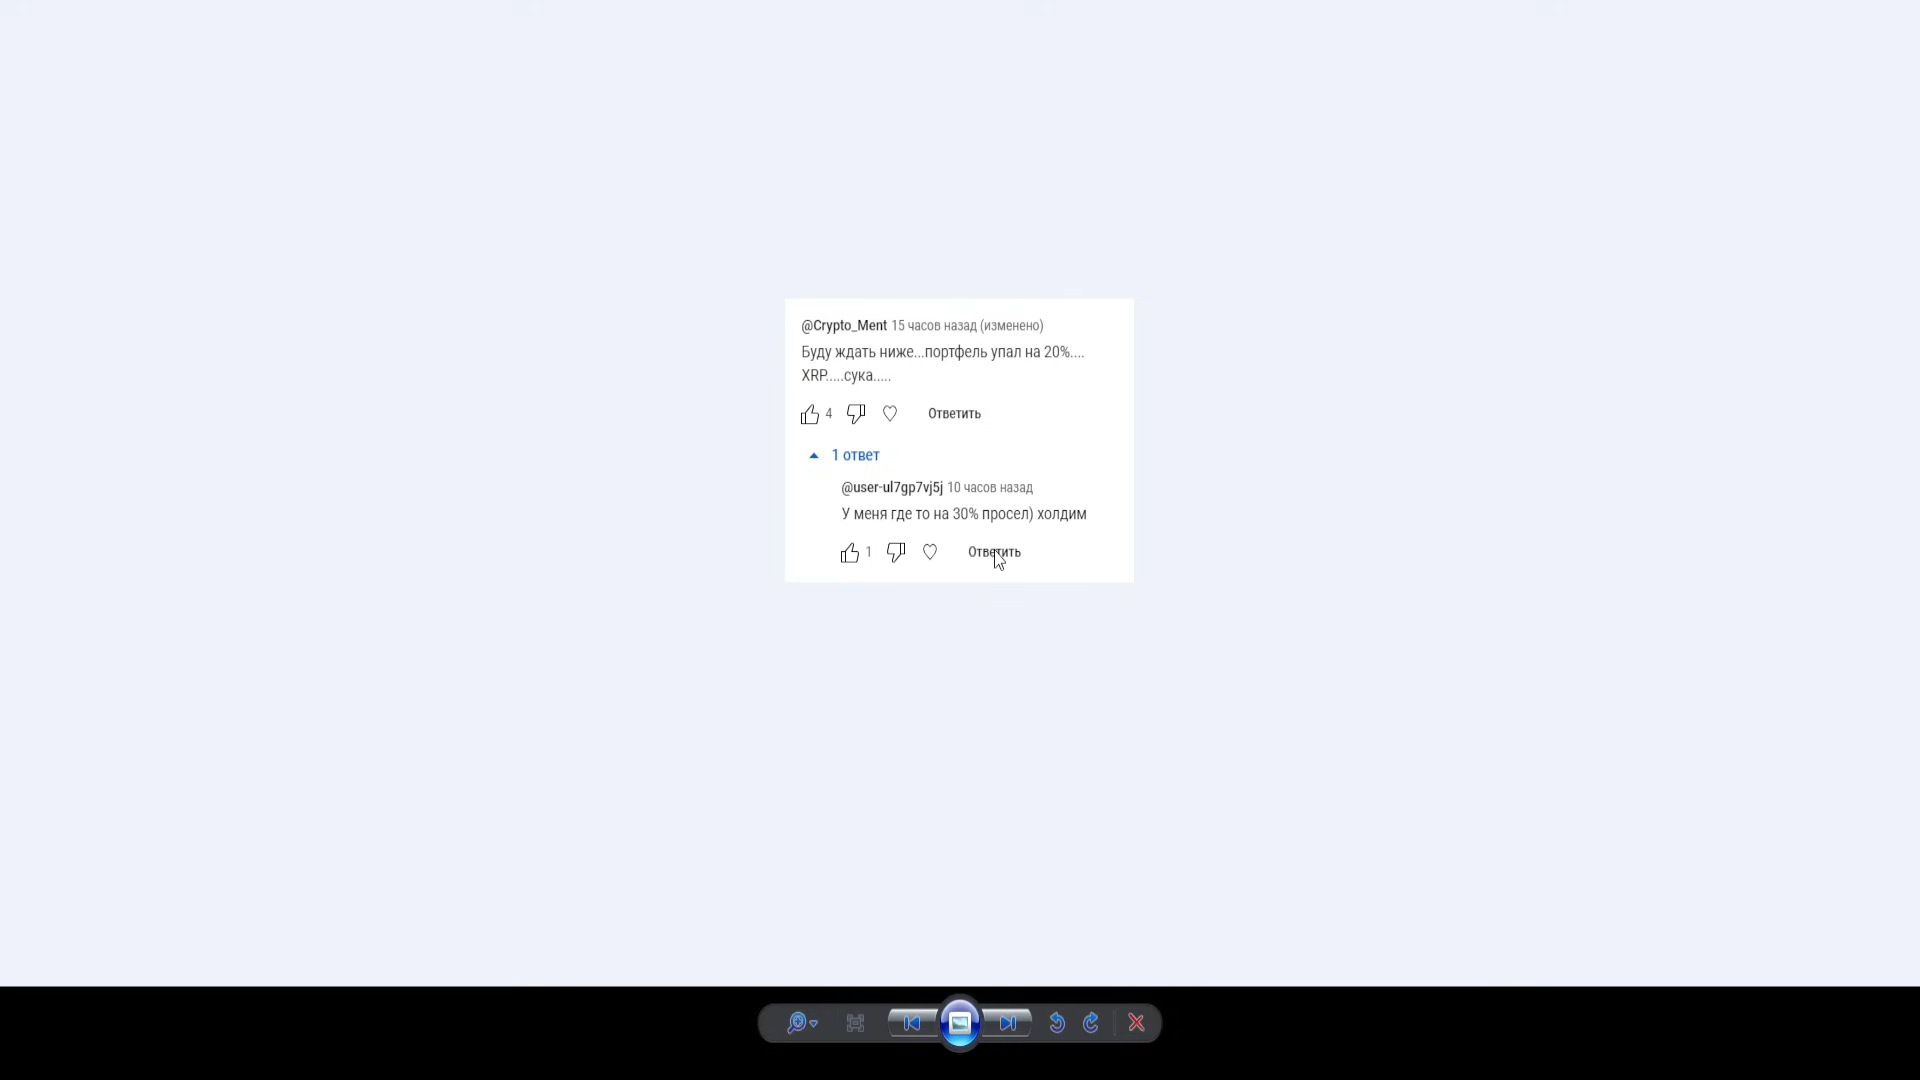 @Crypto_Ment 15 часов назад (изменено)
Буду ждать ниже...портфель упал на 20%....
XRP.....сука.....
4 Ответить
1 ответ
@user-ul7gp7vj5j 10 часов назад
У меня где то на 30% просел) холдим
1 Ответить